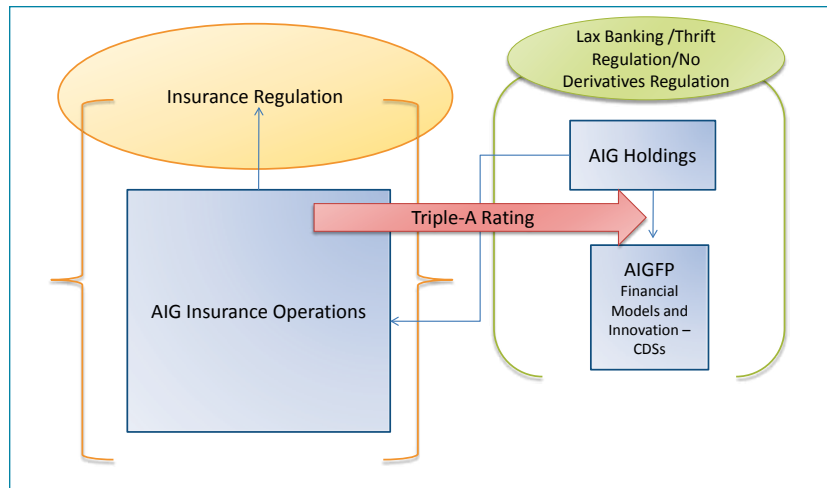 Insurance Regulation
Lax Banking /Thrift
Regulation/No
Derivatives Regulation
AIG Holdings
Triple-A Rating
AIG Insurance Operations
AIGFP
Financial
Models and
Innovation –
CDSs